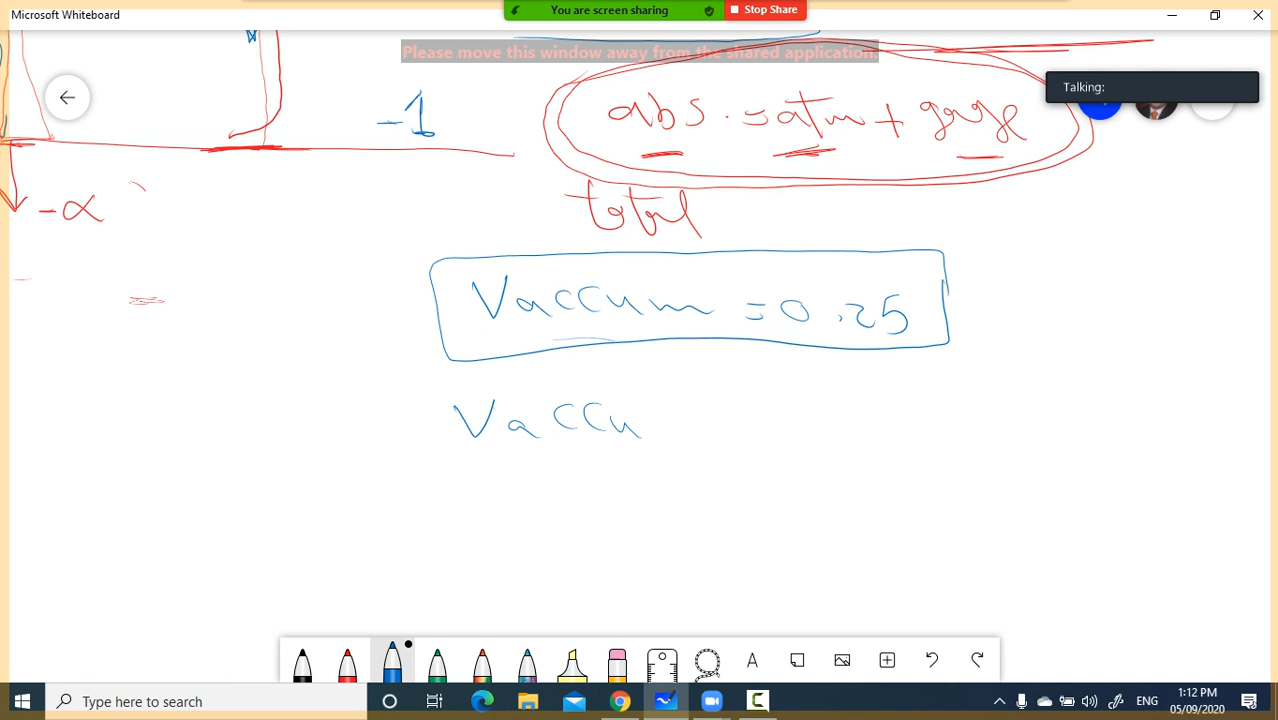 You are screen sharing
Stop Share
Microsoft Whiteboard
Please move this window away from the shared application.
Talking:
-1
abs. = atm + gage
total
-α
Vaccum = 0.25
Vaccu
Type here to search
ENG
1:12 PM
05/09/2020